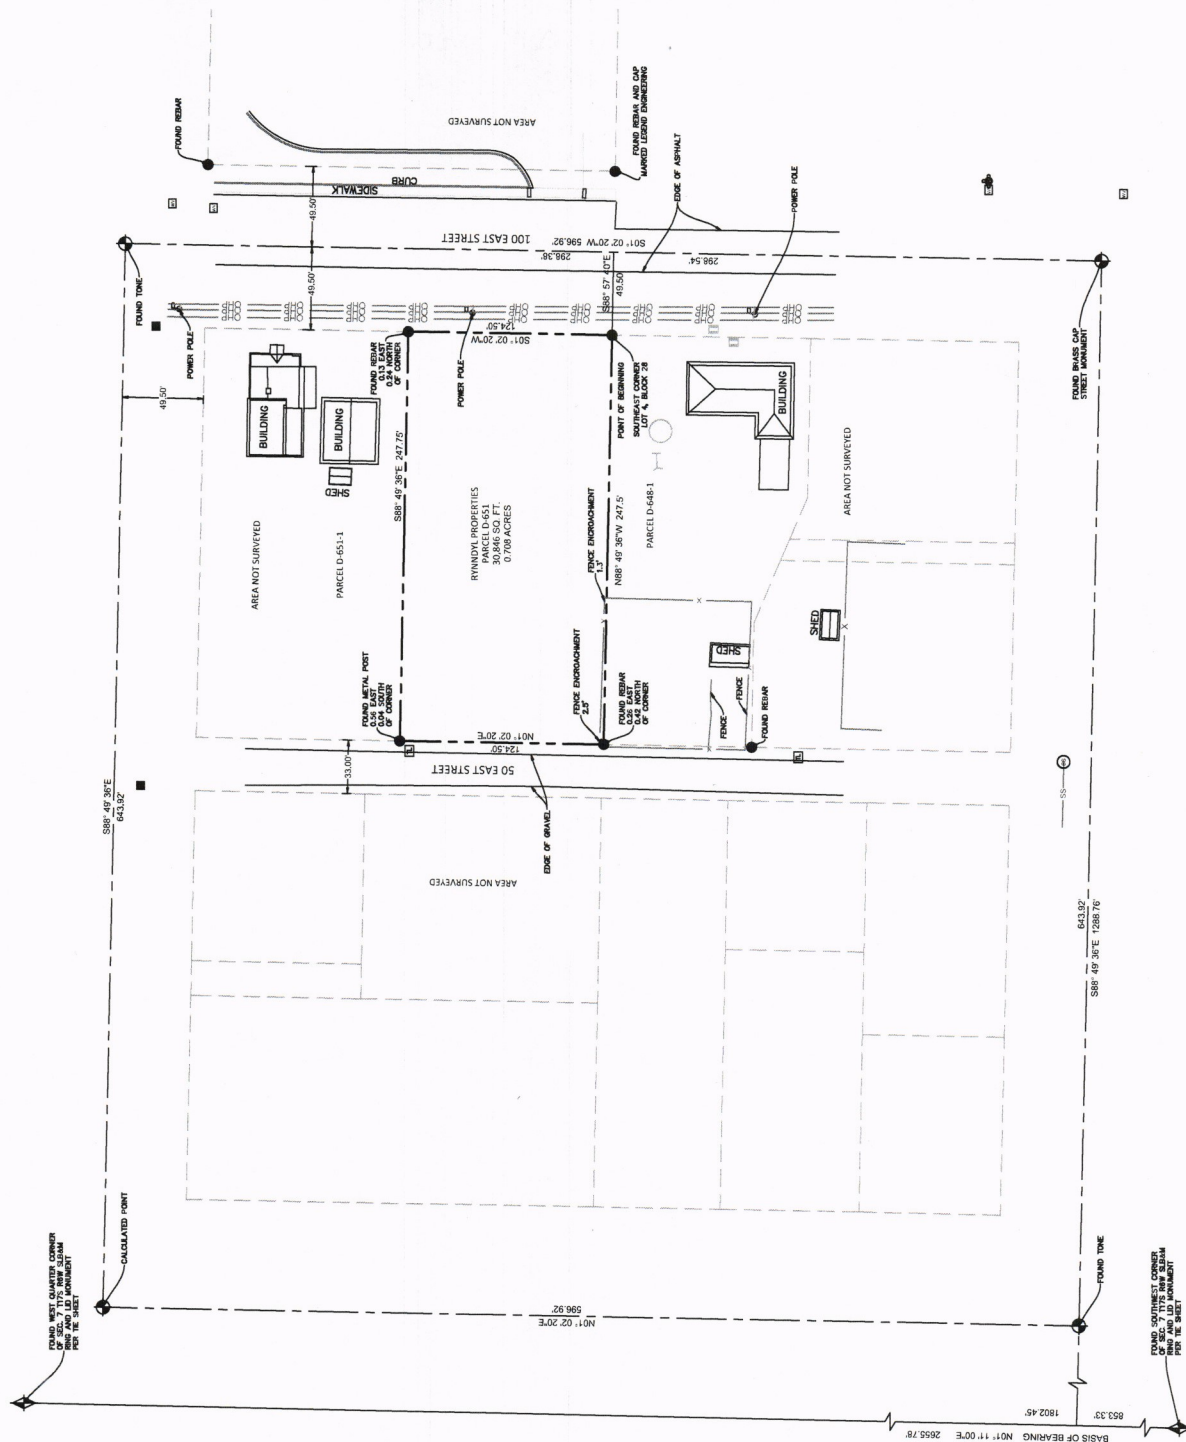 FOUND REBAR
AREA NOT SURVEYED
FOUND REBAR AND CAP
MARKED LEGEND ENGINEERING
SIDEWALK
CURB
49.50'
49.50'
EDGE OF ASPHALT
POWER POLE
100 EAST STREET
S01° 02' 20"W 596.92'
298.38'
298.54'
S88° 57' 40"E
49.50'
FOUND TONE
POWER POLE
49.50'
FOUND BRASS CAP
STREET MONUMENT
FOUND REBAR
0.13 EAST
0.24 NORTH
OF CORNER
S01° 02' 20"W
124.50'
POWER POLE
POINT OF BEGINNING
SOUTHEAST CORNER
LOT 4, BLOCK 28
BUILDING
BUILDING
SHED
BUILDING
AREA NOT SURVEYED
PARCEL D-651-1
S88° 49' 36"E 247.75'
RYNNDYL PROPERTIES
PARCEL D-651
30,846 SQ. FT.
0.708 ACRES
FENCE ENCROACHMENT
1.3'
N88° 49' 36"W 247.5'
PARCEL D-648-1
AREA NOT SURVEYED
SHED
SHED
X
X
X
X
FENCE
FENCE
FOUND REBAR
FOUND METAL POST
0.56 EAST
0.04 SOUTH
OF CORNER
FENCE ENCROACHMENT
2.5'
FOUND REBAR
0.26 EAST
0.42 NORTH
OF CORNER
N01° 02' 20"E
124.50'
33.00'
50 EAST STREET
EDGE OF GRAVEL
AREA NOT SURVEYED
SS
S88° 49' 36"E
643.92'
643.92'
S88° 49' 36"E 1288.76'
FOUND WEST QUARTER CORNER
OF SEC. 7 T17S R6W SLB&M
RING AND LID MONUMENT
PER TIE SHEET
CALCULATED POINT
N01° 02' 20"E
596.92'
FOUND TONE
FOUND SOUTHWEST CORNER
OF SEC. 7 T17S R6W SLB&M
RING AND LID MONUMENT
PER TIE SHEET
BASIS OF BEARING N01° 11' 00"E 2655.78'
1802.45'
853.33'